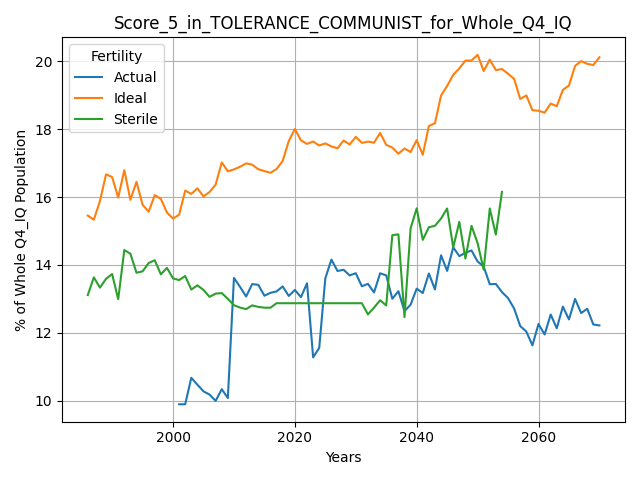 Score_5_in_TOLERANCE_COMMUNIST_for_Whole_Q4_IQ
Fertility
Actual
Ideal
Sterile
% of Whole Q4_IQ Population
20
18
16
14
12
10
2000
2020
2040
2060
Years